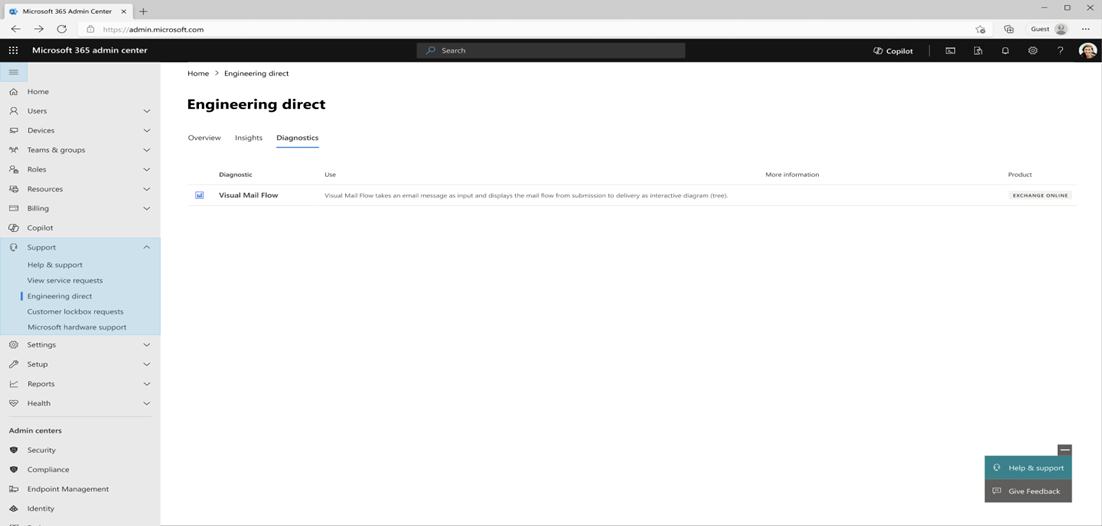 Microsoft 365 Admin Center
https://admin.microsoft.com
Guest
Microsoft 365 admin center
Search
Copilot
Home
Users
Devices
Teams & groups
Roles
Resources
Billing
Copilot
Support
Help & support
View service requests
Engineering direct
Customer lockbox requests
Microsoft hardware support
Settings
Setup
Reports
Health
Admin centers
Security
Compliance
Endpoint Management
Identity
Home > Engineering direct
Engineering direct
Overview Insights Diagnostics
Diagnostic Use More information Product
Visual Mail Flow Visual Mail Flow takes an email message as input and displays the mail flow from submission to delivery as interactive diagram (tree). EXCHANGE ONLINE
Help & support
Give Feedback